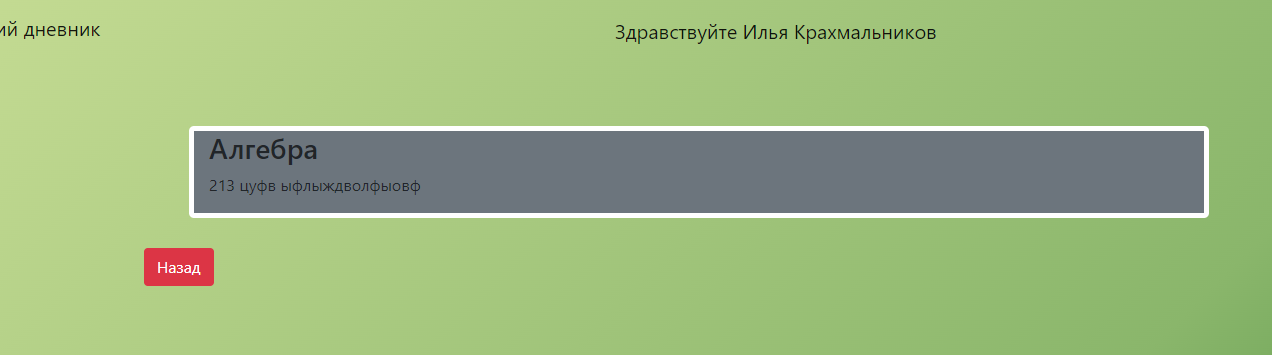 ий дневник
Здравствуйте Илья Крахмальников
Алгебра
213 цуфв ыфлыждволфыовф
Назад